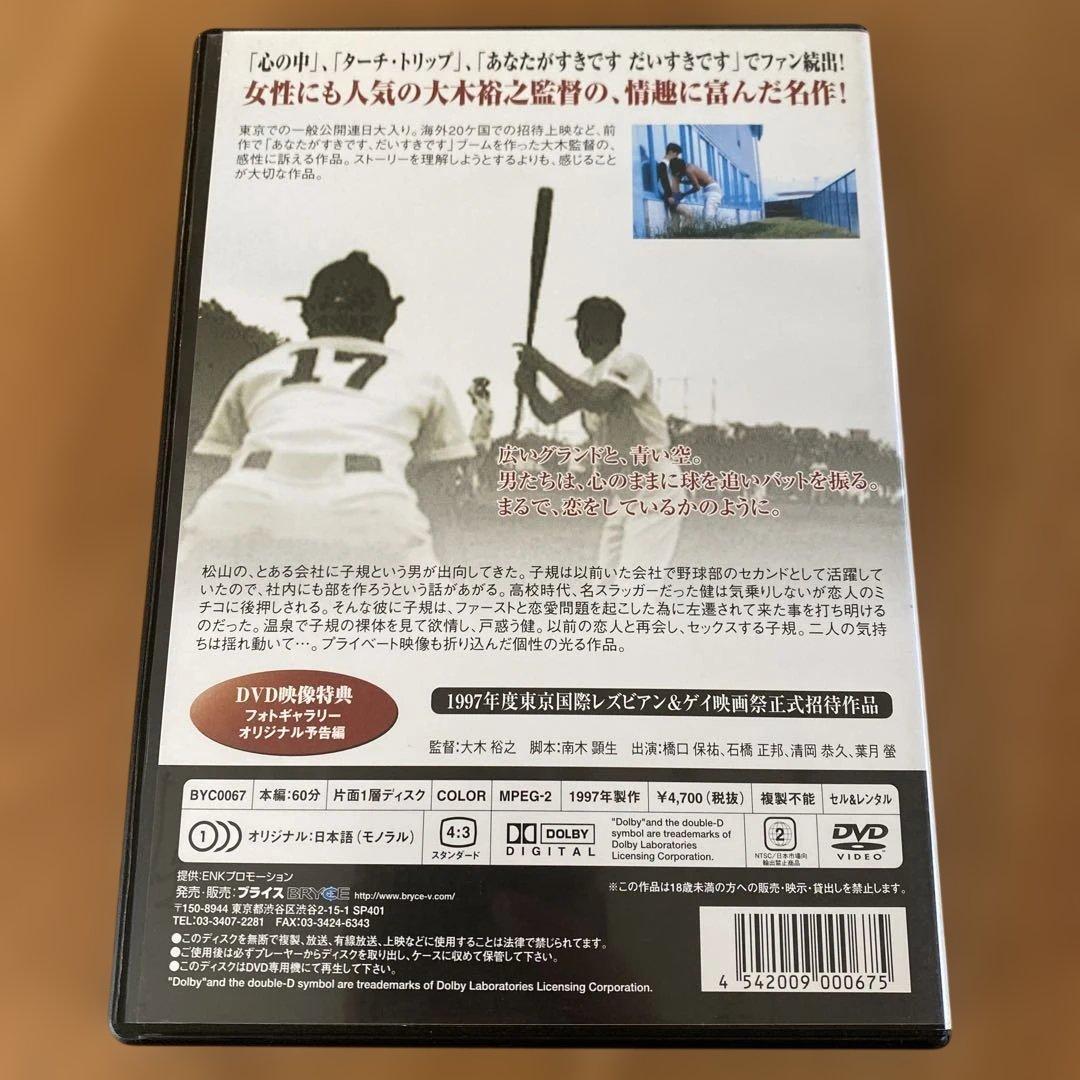 「心の中」、「ターチ・トリップ」、「あなたがすきです だいすきです」でファン続出!
女性にも人気の大木裕之監督の、情趣に富んだ名作!
東京での一般公開連日大入り。海外20ケ国での招待上映など、前
作で「あなたがすきです、だいすきです」ブームを作った大木監督の、
感性に訴える作品。ストーリーを理解しようとするよりも、感じること
が大切な作品。
17
広いグランドと、青い空。
男たちは、心のままに球を追いバットを振る。
まるで、恋をしているかのように。
松山の、とある会社に子規という男が出向してきた。子規は以前いた会社で野球部のセカンドとして活躍して
いたので、社内にも部を作ろうという話があがる。高校時代、名スラッガーだった健は気乗りしないが恋人のミ
チコに後押しされる。そんな彼に子規は、ファーストと恋愛問題を起こした為に左遷されて来た事を打ち明ける
のだった。温泉で子規の裸体を見て欲情し、戸惑う健。以前の恋人と再会し、セックスする子規。二人の気持
ちは揺れ動いて…。プライベート映像も折り込んだ個性の光る作品。
DVD映像特典
フォトギャラリー
オリジナル予告編
1997年度東京国際レズビアン&ゲイ映画祭正式招待作品
監督:大木 裕之 脚本:南木 顕生 出演:橋口 保祐、石橋 正邦、清岡 恭久、葉月 螢
BYC0067 本編:60分 片面1層ディスク COLOR MPEG-2 1997年製作 ¥4,700(税抜) 複製不能 セル&レンタル
1 オリジナル:日本語(モノラル)
4:3
スタンダード
DOLBY
DIGITAL
"Dolby"and the double-D
symbol are treademarks of
Dolby Laboratories
Licensing Corporation.
2
NTSC/日本市場向
輸出禁止商品
DVD
VIDEO
提供:ENKプロモーション
発売・販売:ブライス BRYCE http://www.bryce-v.com/
〒150-8944 東京都渋谷区渋谷2-15-1 SP401
TEL:03-3407-2281 FAX:03-3424-6343
※この作品は18歳未満の方への販売・映示・貸出しを禁止します。
●このディスクを無断で複製、放送、有線放送、上映などに使用することは法律で禁じられてます。
●ご使用後は必ずプレーヤーからディスクを取り出し、ケースに収めて保管して下さい。
●このディスクはDVD専用機にて再生して下さい。
"Dolby"and the double-D symbol are treademarks of Dolby Laboratories Licensing Corporation.
4 542009 000675